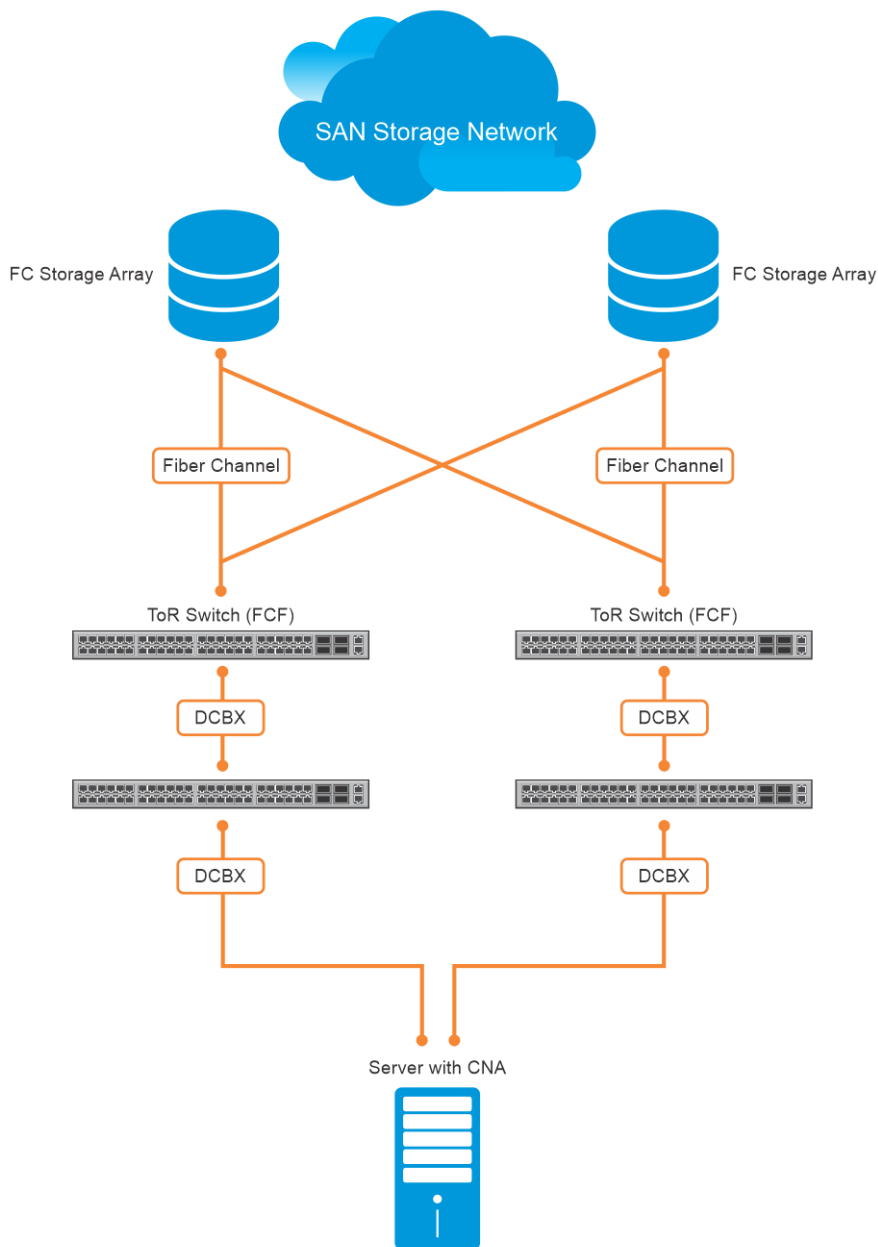 SAN Storage Network
FC Storage Array
FC Storage Array
Fiber Channel
Fiber Channel
ToR Switch (FCF)
ToR Switch (FCF)
DCBX
DCBX
DCBX
DCBX
Server with CNA